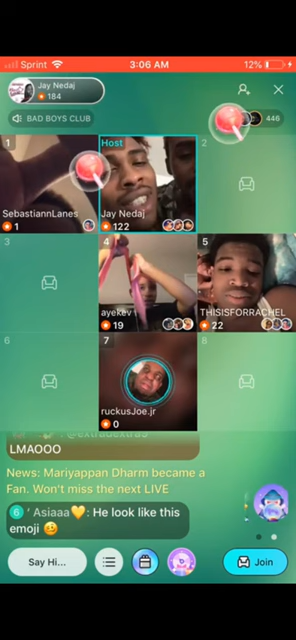 Sprint
3:06 AM
12%
Jay Nedaj
184
BAD BOYS CLUB
446
1
SebastiannLanes
1
Host
Jay Nedaj
122
2
3
4
ayekev
19
5
THISISFORRACHEL
22
6
7
ruckusJoe.jr
0
8
LMAOOO
News: Mariyappan Dharm became a
Fan. Won't miss the next LIVE
6 ' Asiaaa💛: He look like this
emoji 🥴
Say Hi...
Join